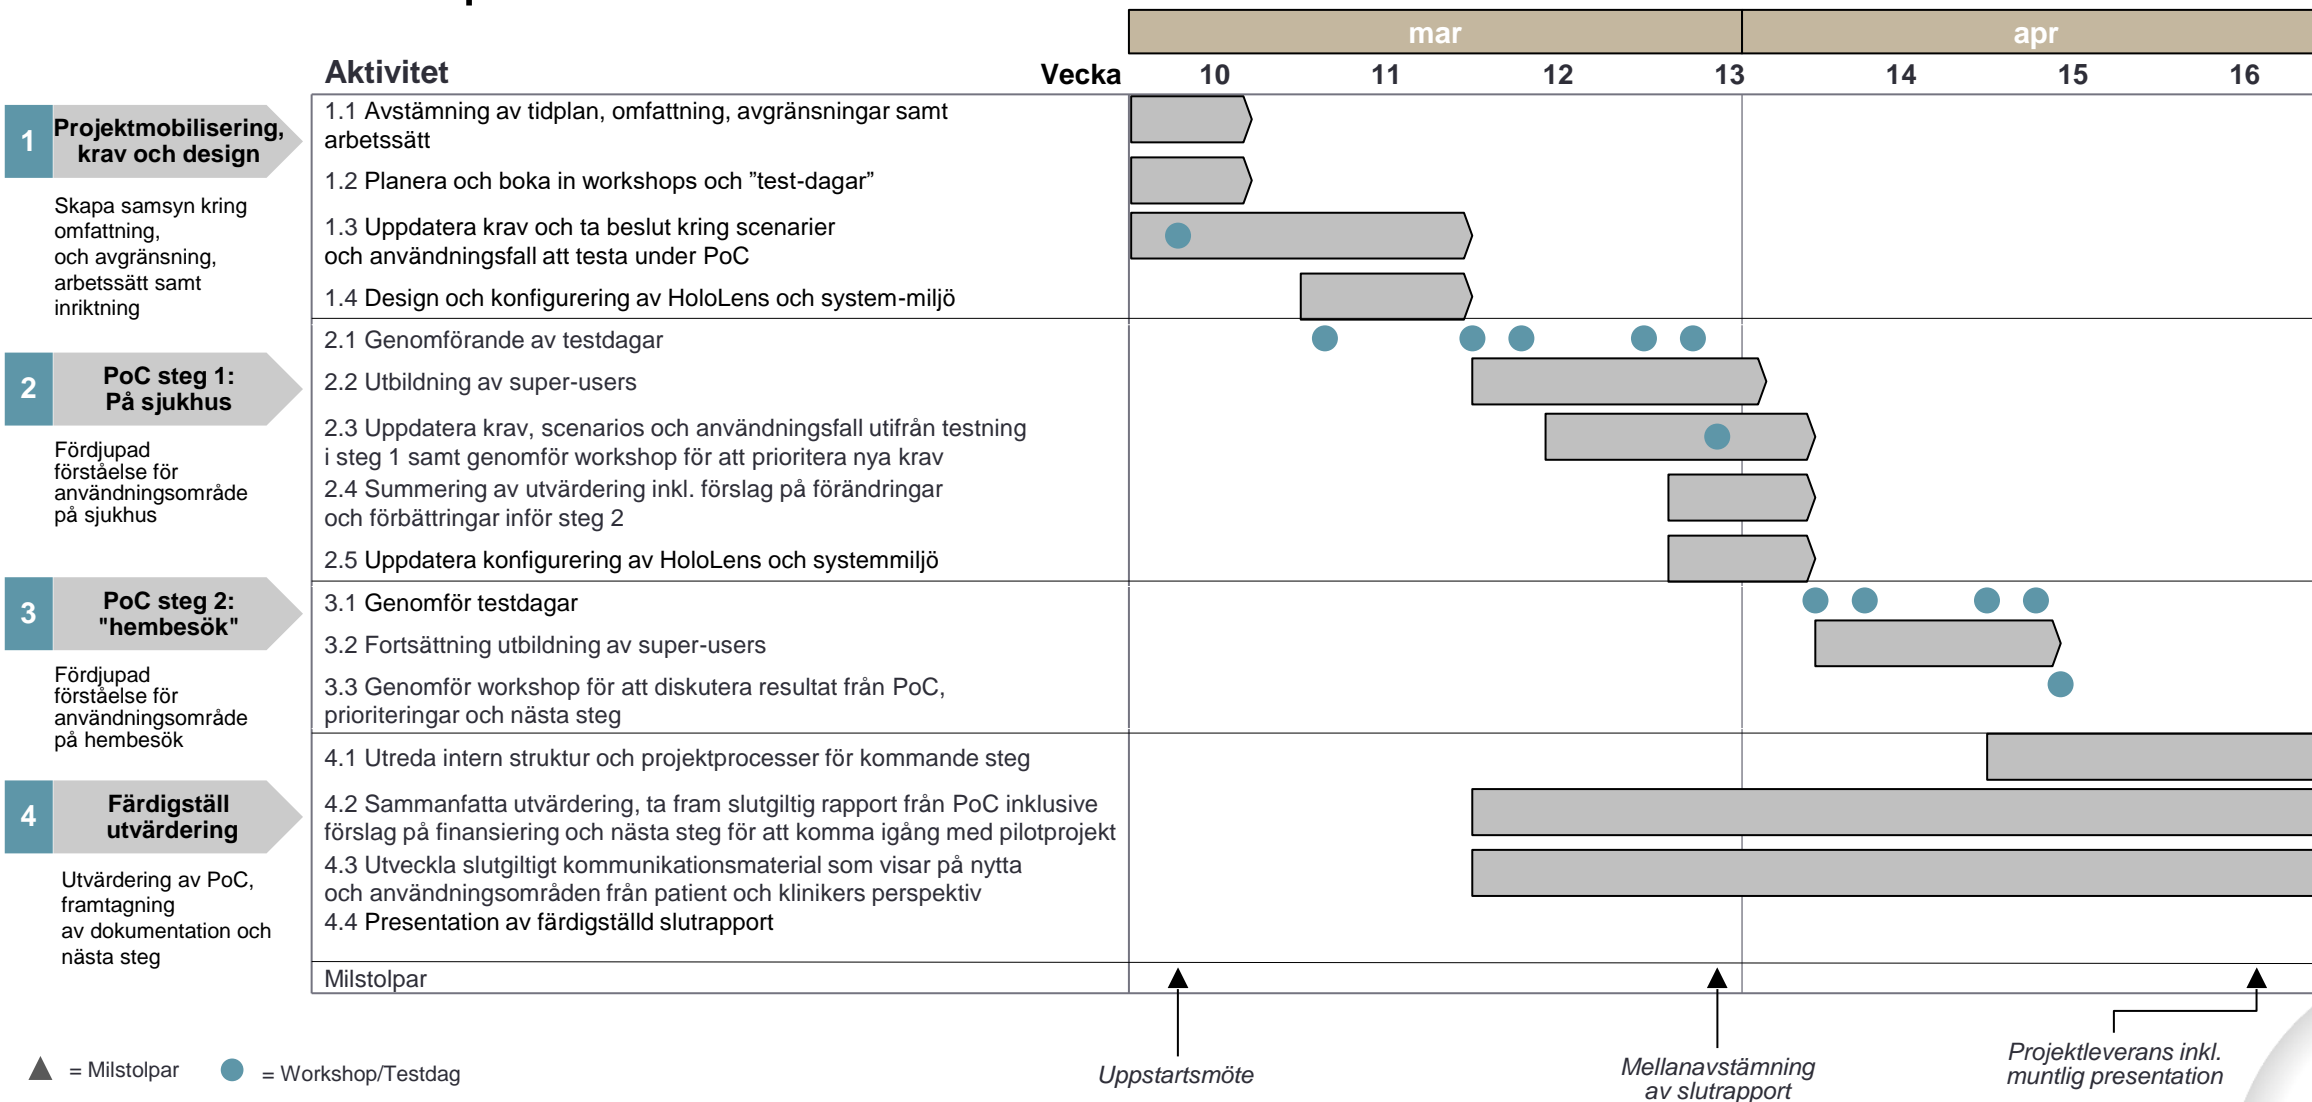 mar
apr
Aktivitet
Vecka
10
11
12
13
14
15
16
1
Projektmobilisering,
krav och design
Skapa samsyn kring
omfattning,
och avgränsning,
arbetssätt samt
inriktning
1.1 Avstämning av tidplan, omfattning, avgränsningar samt
arbetssätt
1.2 Planera och boka in workshops och ”test-dagar”
1.3 Uppdatera krav och ta beslut kring scenarier
och användningsfall att testa under PoC
1.4 Design och konfigurering av HoloLens och system-miljö
2
PoC steg 1:
På sjukhus
Fördjupad
förståelse för
användningsområde
på sjukhus
2.1 Genomförande av testdagar
2.2 Utbildning av super-users
2.3 Uppdatera krav, scenarios och användningsfall utifrån testning
i steg 1 samt genomför workshop för att prioritera nya krav
2.4 Summering av utvärdering inkl. förslag på förändringar
och förbättringar inför steg 2
2.5 Uppdatera konfigurering av HoloLens och systemmiljö
3
PoC steg 2:
"hembesök"
Fördjupad
förståelse för
användningsområde
på hembesök
3.1 Genomför testdagar
3.2 Fortsättning utbildning av super-users
3.3 Genomför workshop för att diskutera resultat från PoC,
prioriteringar och nästa steg
4
Färdigställ
utvärdering
Utvärdering av PoC,
framtagning
av dokumentation och
nästa steg
4.1 Utreda intern struktur och projektprocesser för kommande steg
4.2 Sammanfatta utvärdering, ta fram slutgiltig rapport från PoC inklusive
förslag på finansiering och nästa steg för att komma igång med pilotprojekt
4.3 Utveckla slutgiltigt kommunikationsmaterial som visar på nytta
och användningsområden från patient och klinikers perspektiv
4.4 Presentation av färdigställd slutrapport
Milstolpar
= Milstolpar
= Workshop/Testdag
Uppstartsmöte
Mellanavstämning
av slutrapport
Projektleverans inkl.
muntlig presentation